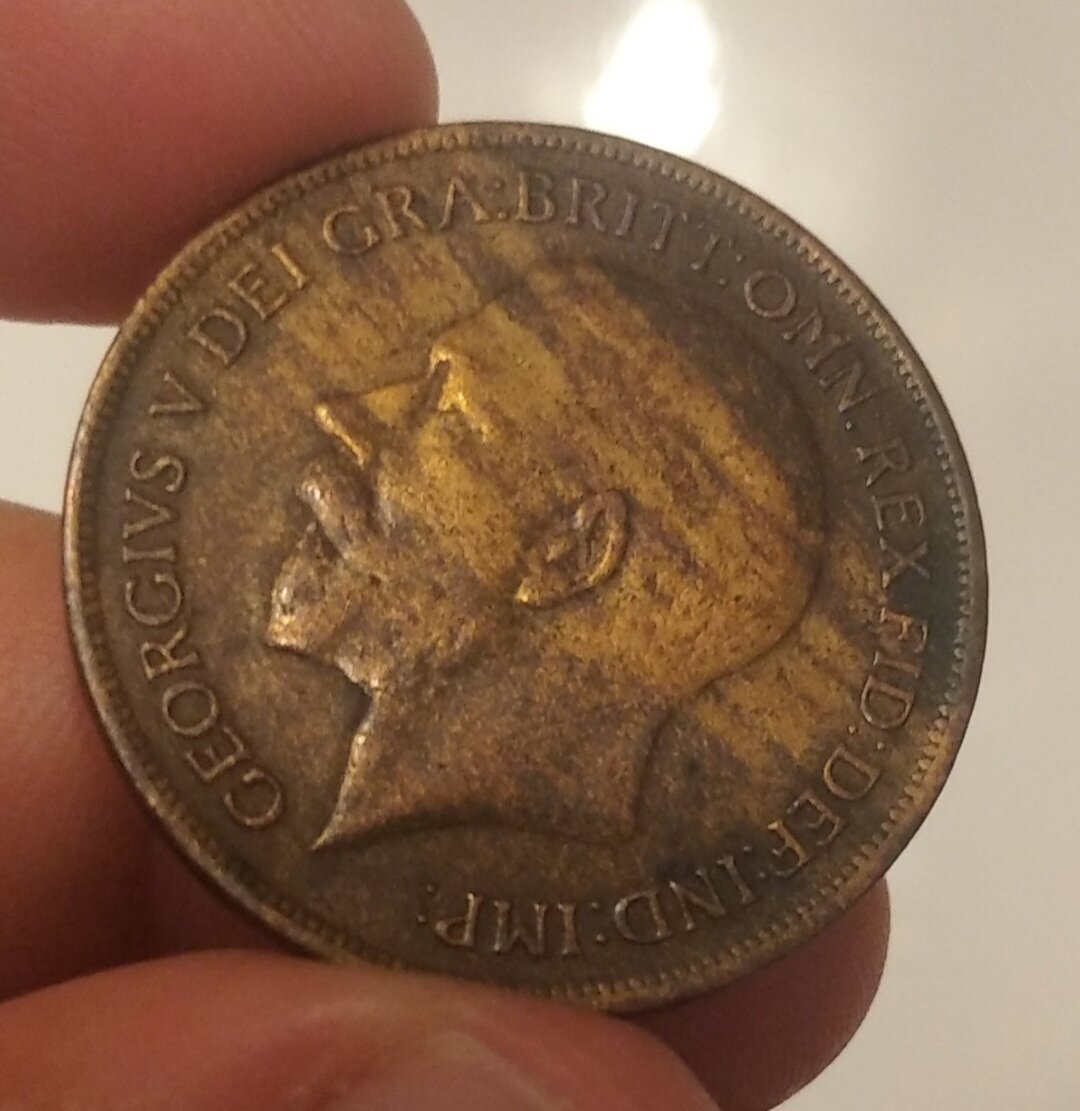 GEORGIVS V DEI GRA:BRITT:OMN.REX FID:DEF:IND:IMP: